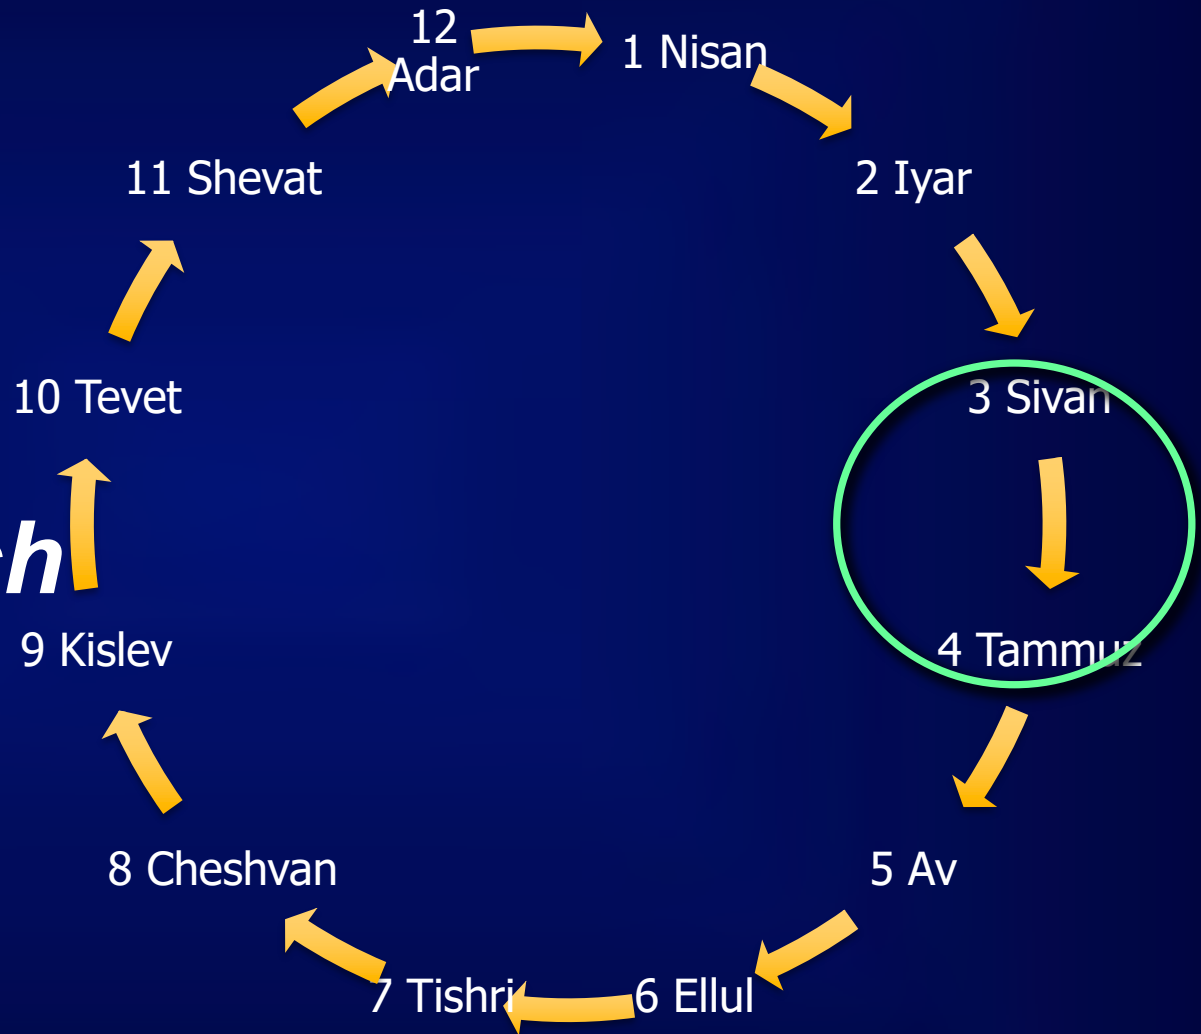 12
Adar
1 Nisan
2 Iyar
3 Sivan
4 Tammuz
5 Av
6 Ellul
7 Tishri
8 Cheshvan
9 Kislev
10 Tevet
11 Shevat